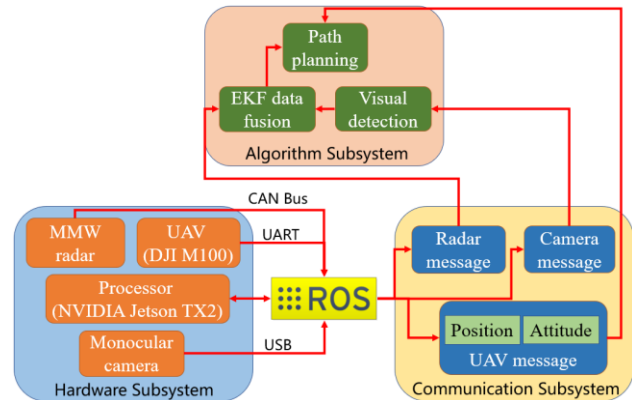 Path
planning
EKF data
fusion
Visual
detection
Algorithm Subsystem
CAN Bus
MMW
radar
UAV
(DJI M100)
UART
Processor
(NVIDIA Jetson TX2)
ROS
Monocular
camera
USB
Hardware Subsystem
Radar
message
Camera
message
Position
Attitude
UAV message
Communication Subsystem